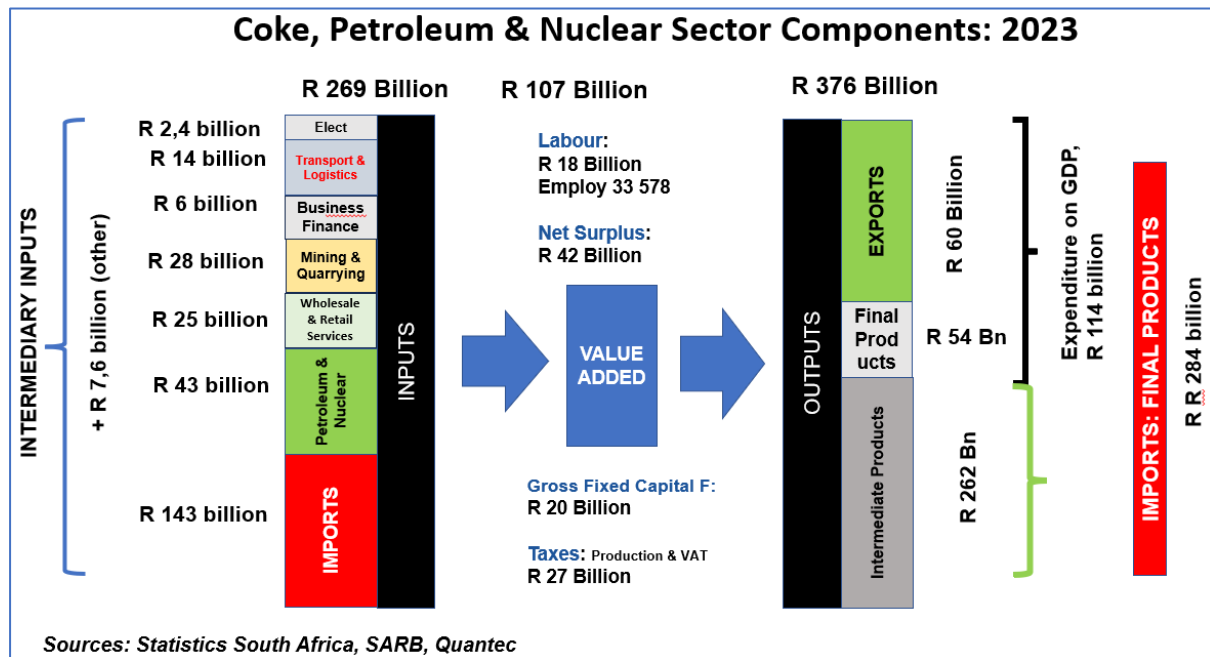 Coke, Petroleum & Nuclear Sector Components: 2023
R 269 Billion
R 107 Billion
R 376 Billion
INTERMEDIARY INPUTS
+ R 7,6 billion (other)
R 2,4 billion
R 14 billion
R 6 billion
R 28 billion
R 25 billion
R 43 billion
R 143 billion
Elect
Transport &
Logistics
Business
Finance
Mining &
Quarrying
Wholesale
& Retail
Services
Petroleum &
Nuclear
IMPORTS
INPUTS
Labour:
R 18 Billion
Employ 33 578
Net Surplus:
R 42 Billion
VALUE
ADDED
Gross Fixed Capital F:
R 20 Billion
Taxes: Production & VAT
R 27 Billion
OUTPUTS
EXPORTS
Final
Prod
ucts
Intermediate Products
R 60 Billion
R 54 Bn
R 262 Bn
Expenditure on GDP,
R 114 billion
IMPORTS: FINAL PRODUCTS
R R 284 billion
Sources: Statistics South Africa, SARB, Quantec